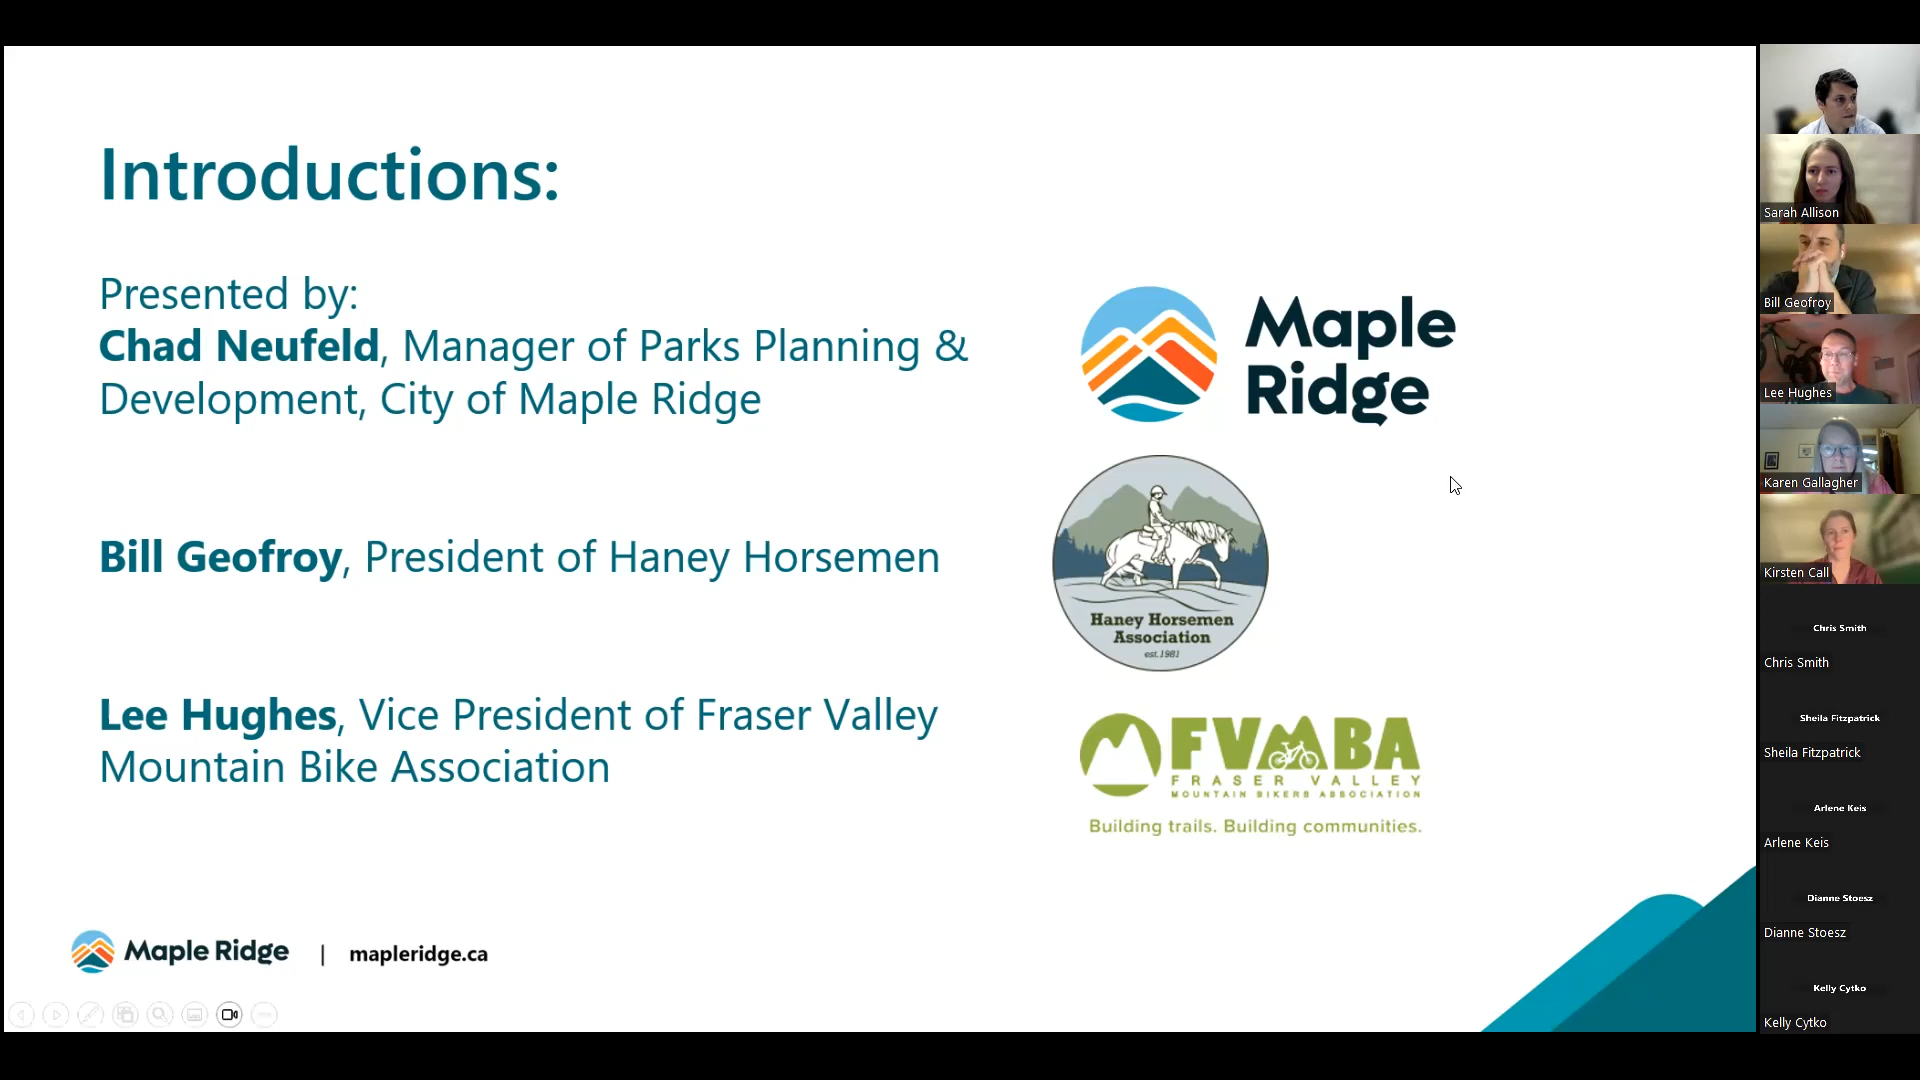 Introductions:
Presented by:
Chad Neufeld, Manager of Parks Planning &
Development, City of Maple Ridge
Maple
Ridge
Bill Geofroy, President of Haney Horsemen
Haney Horsemen
Association
est.1981
Lee Hughes, Vice President of Fraser Valley
Mountain Bike Association
FVMBA
FRASER VALLEY
MOUNTAIN BIKERS ASSOCIATION
Building trails. Building communities.
Maple Ridge | mapleridge.ca
Sarah Allison
Bill Geofroy
Lee Hughes
Karen Gallagher
Kirsten Call
Chris Smith
Chris Smith
Sheila Fitzpatrick
Sheila Fitzpatrick
Arlene Keis
Arlene Keis
Dianne Stoesz
Dianne Stoesz
Kelly Cytko
Kelly Cytko